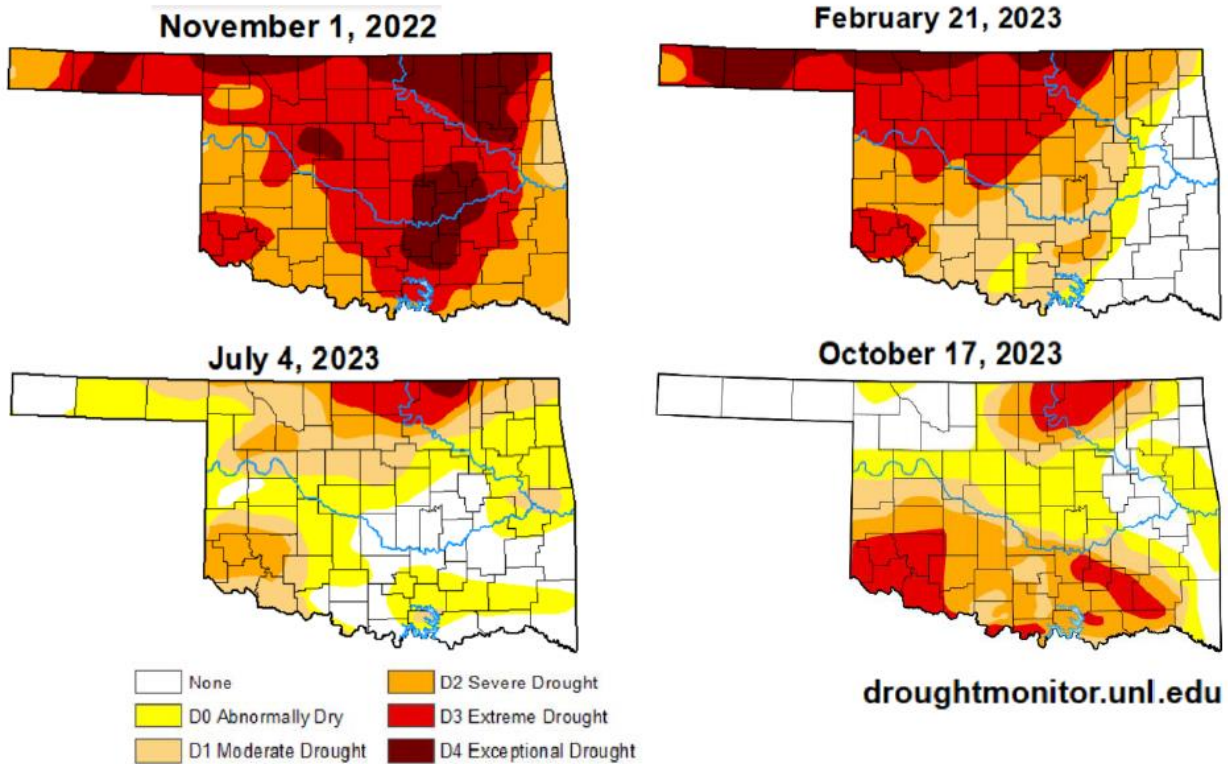 November 1, 2022
February 21, 2023
July 4, 2023
October 17, 2023
None
D0 Abnormally Dry
D1 Moderate Drought
D2 Severe Drought
D3 Extreme Drought
D4 Exceptional Drought
droughtmonitor.unl.edu